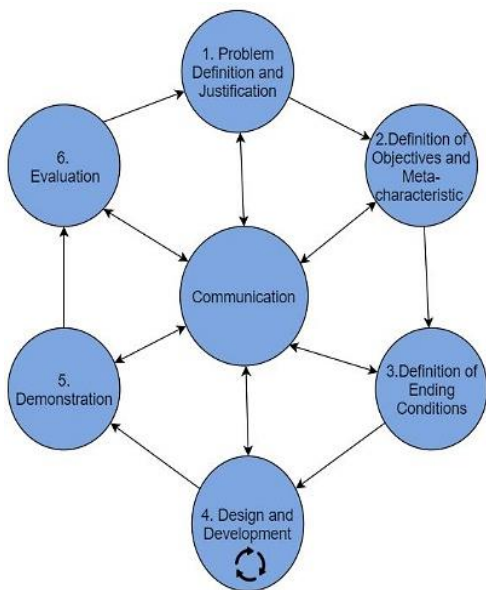 1. Problem
Definition and
Justification
2.Definition of
Objectives and
Meta-
characteristic
3.Definition of
Ending
Conditions
4. Design and
Development
5.
Demonstration
6.
Evaluation
Communication